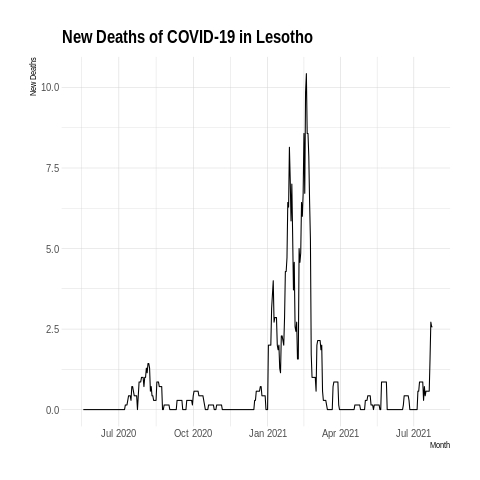 New Deaths of COVID-19 in Lesotho
New Deaths
10.0
7.5
5.0
2.5
0.0
Jul 2020 Oct 2020 Jan 2021 Apr 2021 Jul 2021
Month